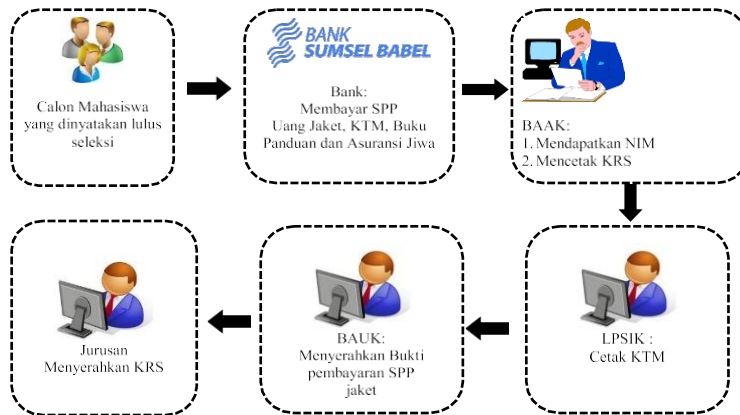 Calon Mahasiswa
yang dinyatakan lulus
seleksi
BANK
SUMSEL BABEL
Bank:
Membayar SPP
Uang Jaket, KTM, Buku
Panduan dan Asuransi Jiwa
BAAK:
1. Mendapatkan NIM
2. Mencetak KRS
LPSIK :
Cetak KTM
BAUK:
Menyerahkan Bukti
pembayaran SPP
jaket
Jurusan
Menyerahkan KRS